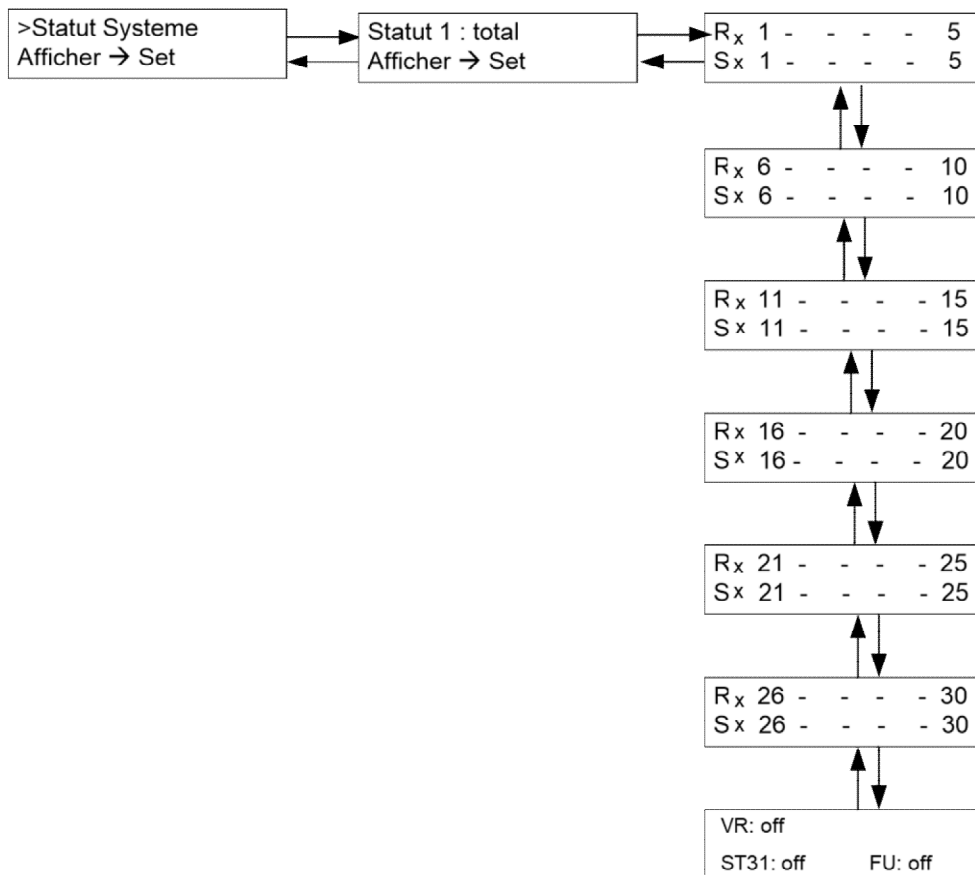 >Statut Systeme
Afficher → Set
Statut 1 : total
Afficher → Set
Rx 1 - - - - 5
Sx 1 - - - - 5
Rx 6 - - - - 10
Sx 6 - - - - 10
Rx 11 - - - - 15
Sx 11 - - - - 15
Rx 16 - - - - 20
Sx 16 - - - - 20
Rx 21 - - - - 25
Sx 21 - - - - 25
Rx 26 - - - - 30
Sx 26 - - - - 30
VR: off
ST31: off FU: off